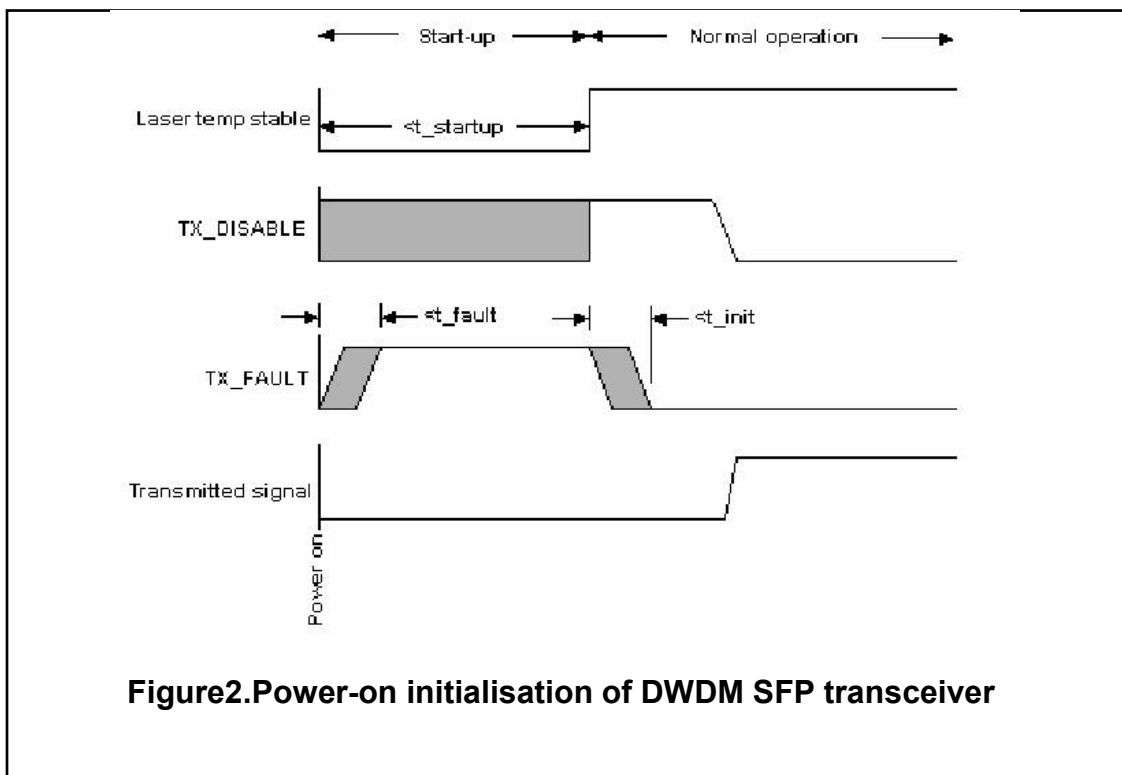 Start-up
Normal operation
Laser temp stable
<t_startup
TX_DISABLE
<t_fault
<t_init
TX_FAULT
Transmitted signal
Power on
Figure2.Power-on initialisation of DWDM SFP transceiver